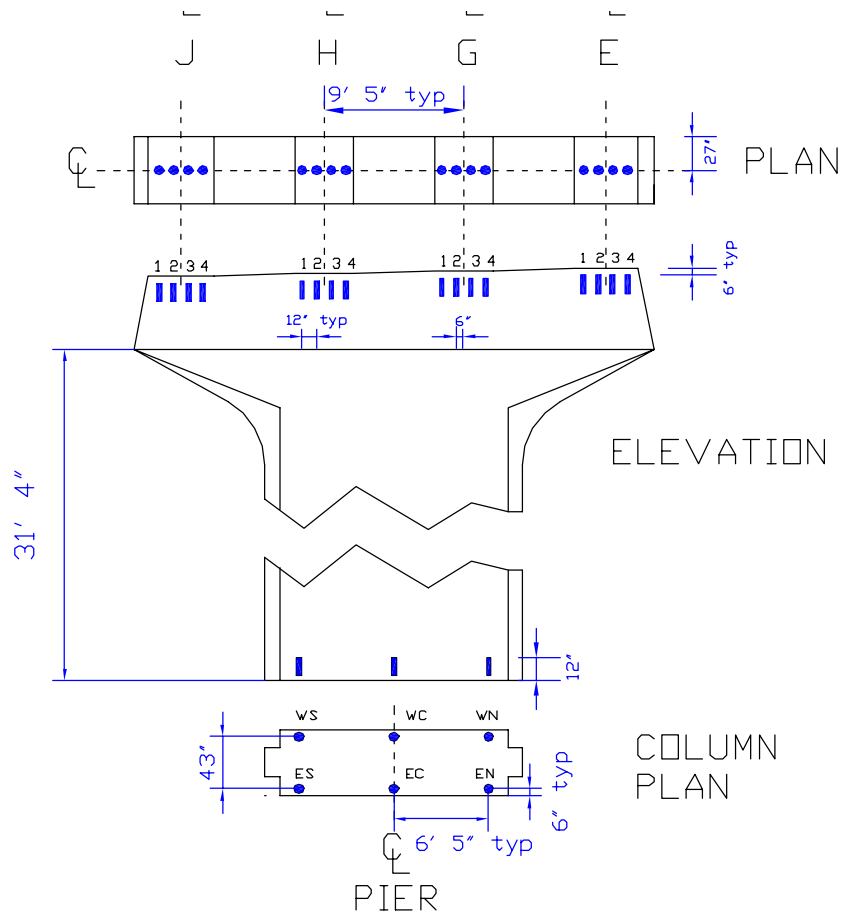 J H G E
9' 5" typ
27"
C L PLAN
1 2 3 4 1 2 3 4 1 2 3 4 1 2 3 4
6" typ
12" typ 6"
ELEVATION
31' 4"
12"
WS WC WN
43"
COLUMN
PLAN
ES EC EN
6" typ
6' 5" typ
C L
PIER